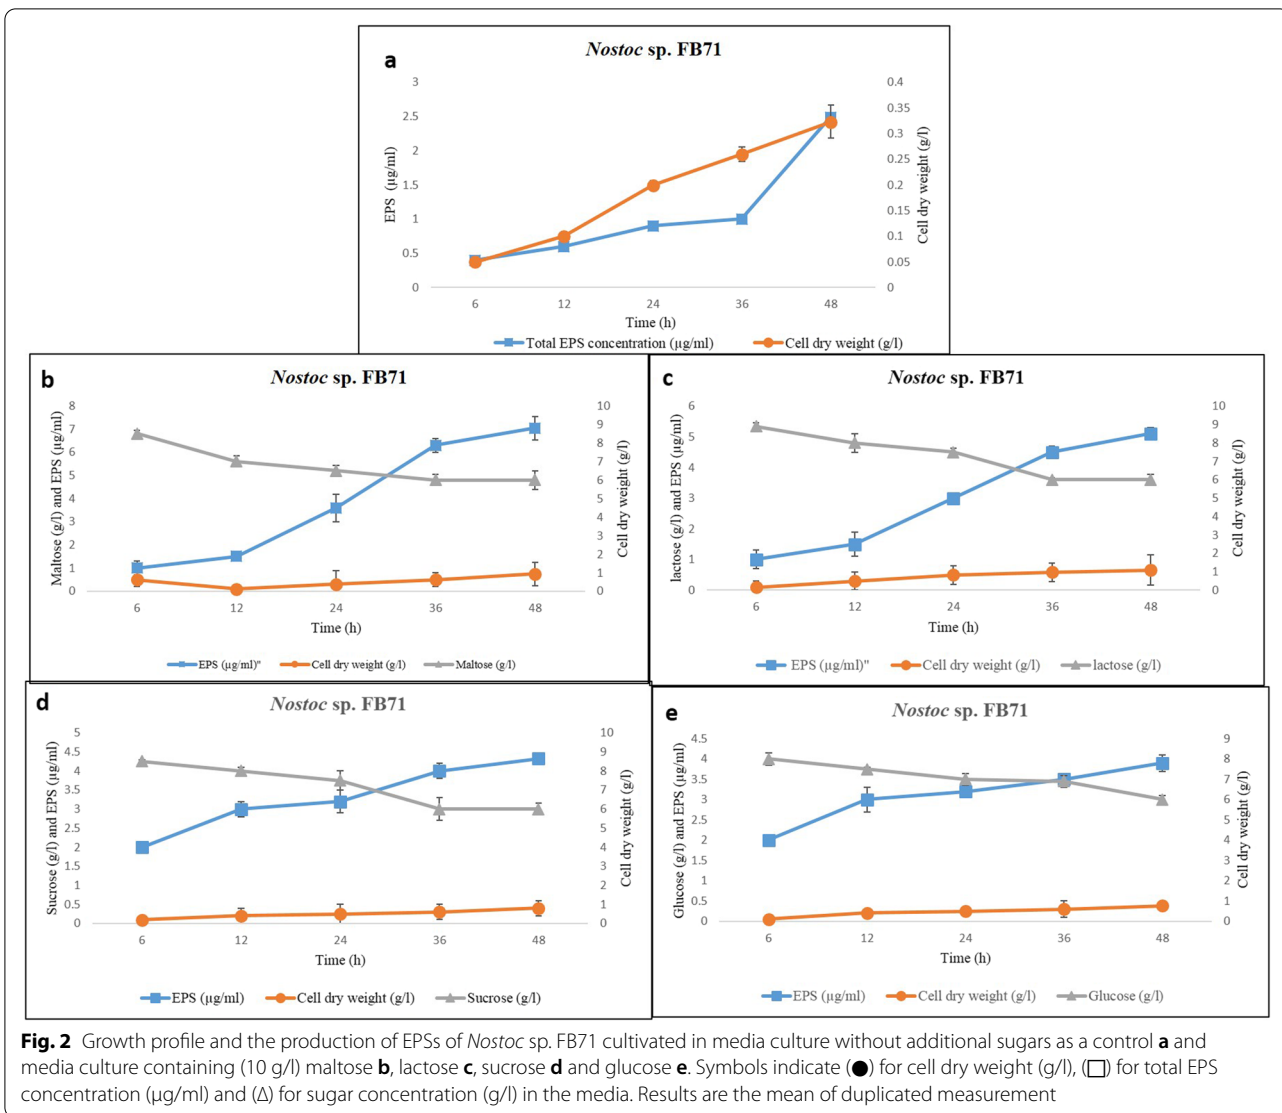 Nostoc sp. FB71
a
3
2.5
2
1.5
1
0.5
0
EPS (µg/ml)
0.4
0.35
0.3
0.25
0.2
0.15
0.1
0.05
0
Cell dry weight (g/l)
6 12 24 36 48
Time (h)
Total EPS concentration (µg/ml) Cell dry weight (g/l)
b
Nostoc sp. FB71
8
7
6
5
4
3
2
1
0
Maltose (g/l) and EPS (µg/ml)
10
9
8
7
6
5
4
3
2
1
0
Cell dry weight (g/l)
6 12 24 36 48
Time (h)
EPS (µg/ml)" Cell dry weight (g/l) Maltose (g/l)
c
Nostoc sp. FB71
6
5
4
3
2
1
0
lactose (g/l) and EPS (µg/ml)
10
9
8
7
6
5
4
3
2
1
0
Cell dry weight (g/l)
6 12 24 36 48
Time (h)
EPS (µg/ml)" Cell dry weight (g/l) lactose (g/l)
d
Nostoc sp. FB71
5
4.5
4
3.5
3
2.5
2
1.5
1
0.5
0
Sucrose (g/l) and EPS (µg/ml)
10
9
8
7
6
5
4
3
2
1
0
Cell dry weight (g/l)
6 12 24 36 48
Time (h)
EPS (µg/ml) Cell dry weight (g/l) Sucrose (g/l)
e
Nostoc sp. FB71
4.5
4
3.5
3
2.5
2
1.5
1
0.5
0
Glucose (g/l) and EPS (µg/ml)
9
8
7
6
5
4
3
2
1
0
Cell dry weight (g/l)
6 12 24 36 48
Time (h)
EPS (µg/ml) Cell dry weight (g/l) Glucose (g/l)
Fig. 2 Growth profile and the production of EPSs of Nostoc sp. FB71 cultivated in media culture without additional sugars as a control a and
media culture containing (10 g/l) maltose b, lactose c, sucrose d and glucose e. Symbols indicate (●) for cell dry weight (g/l), (□) for total EPS
concentration (µg/ml) and (Δ) for sugar concentration (g/l) in the media. Results are the mean of duplicated measurement